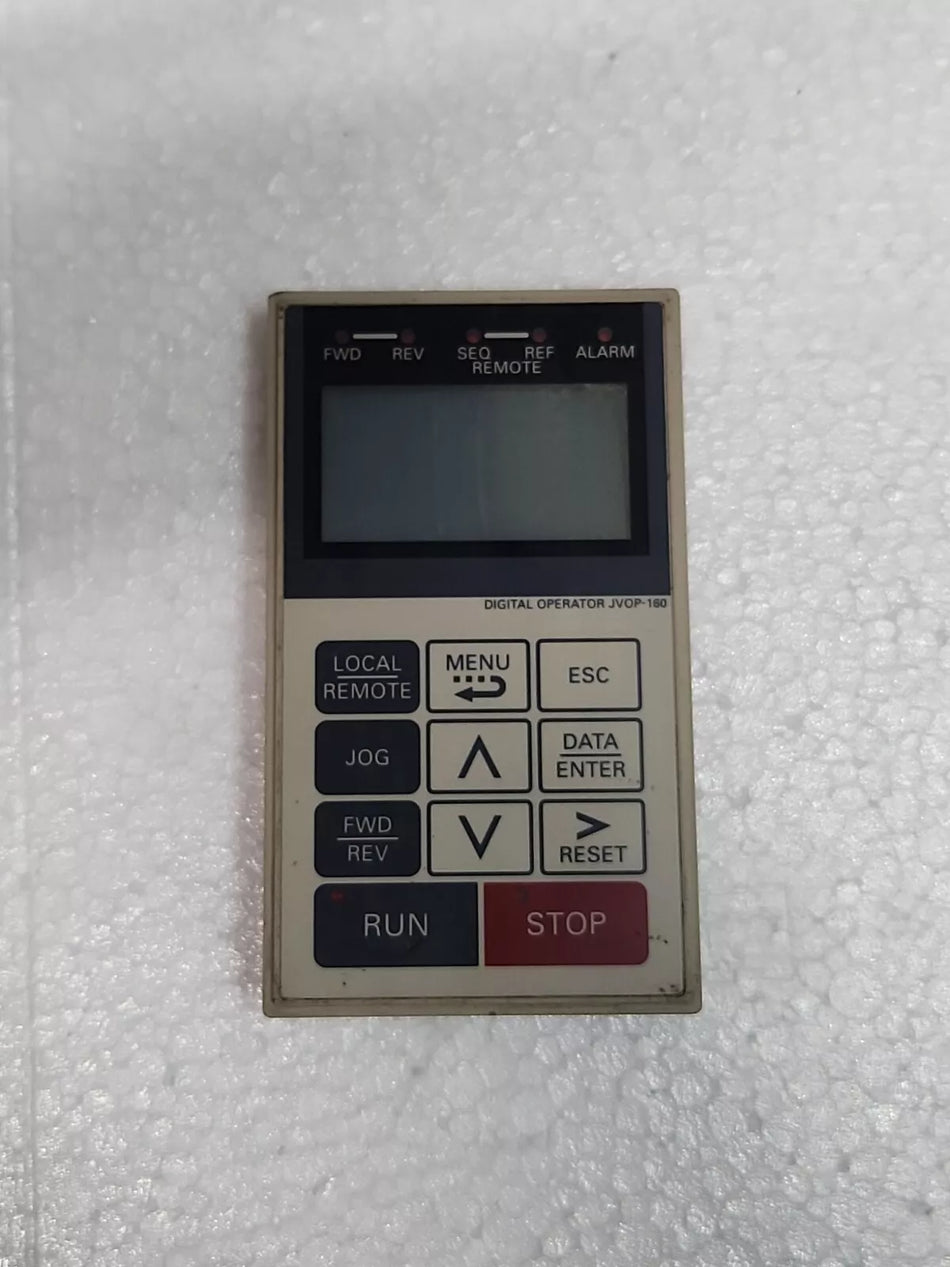 FWD REV SEQ REF ALARM
REMOTE
DIGITAL OPERATOR JVOP-160
LOCAL
REMOTE
MENU
ESC
JOG
DATA
ENTER
FWD
REV
>
RESET
RUN
STOP